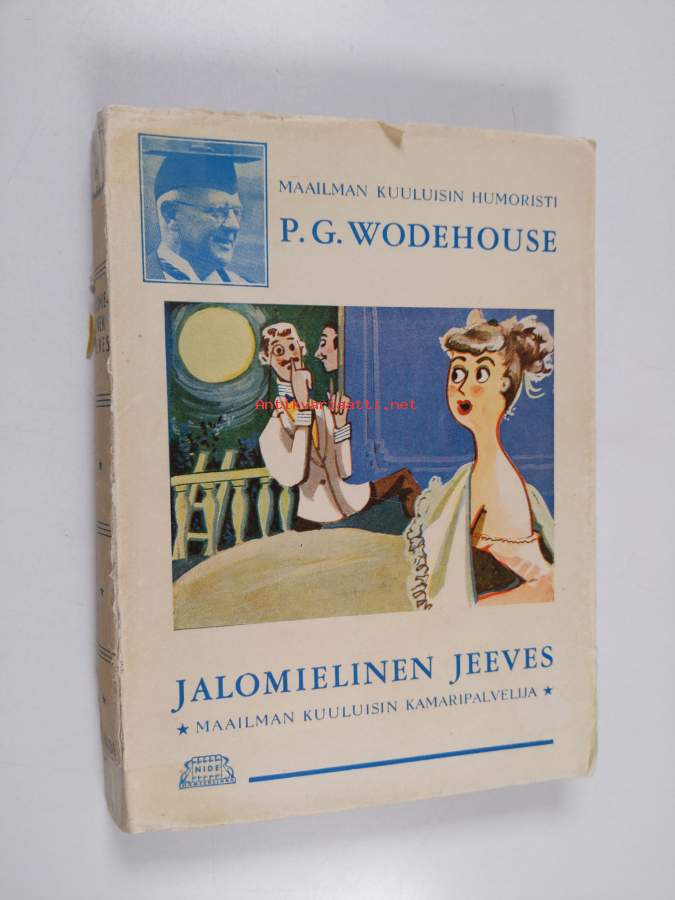 MAAILMAN KUULUISIN HUMORISTI
P.G. WODEHOUSE
Antikvariaatti.net
JALOMIELINEN JEEVES
★ MAAILMAN KUULUISIN KAMARIPALVELIJA ★
NIDE